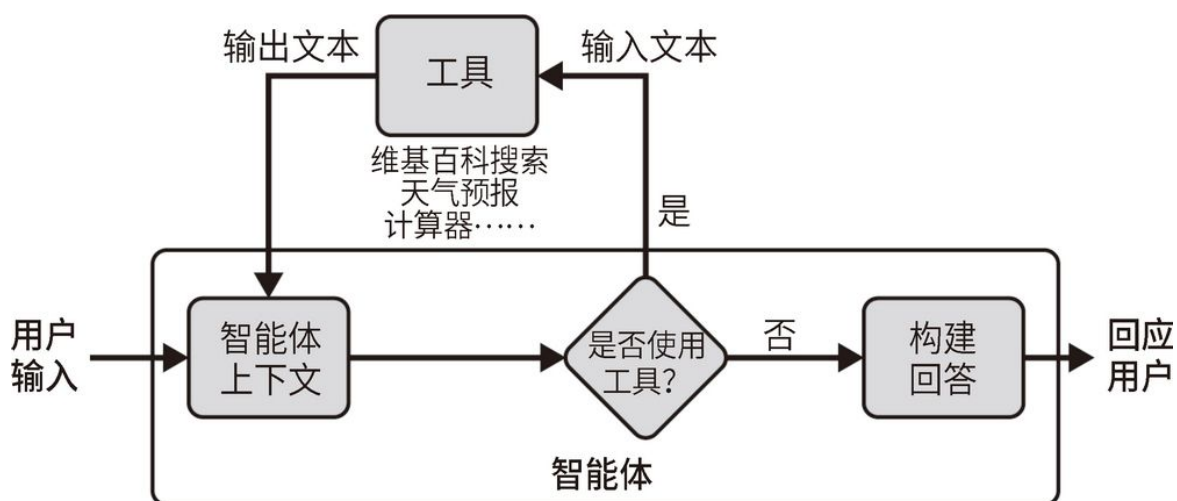 输出文本
工具
输入文本
维基百科搜索
天气预报
计算器……
是
用户
输入
智能体
上下文
是否使用
工具?
否
构建
回答
回应
用户
智能体